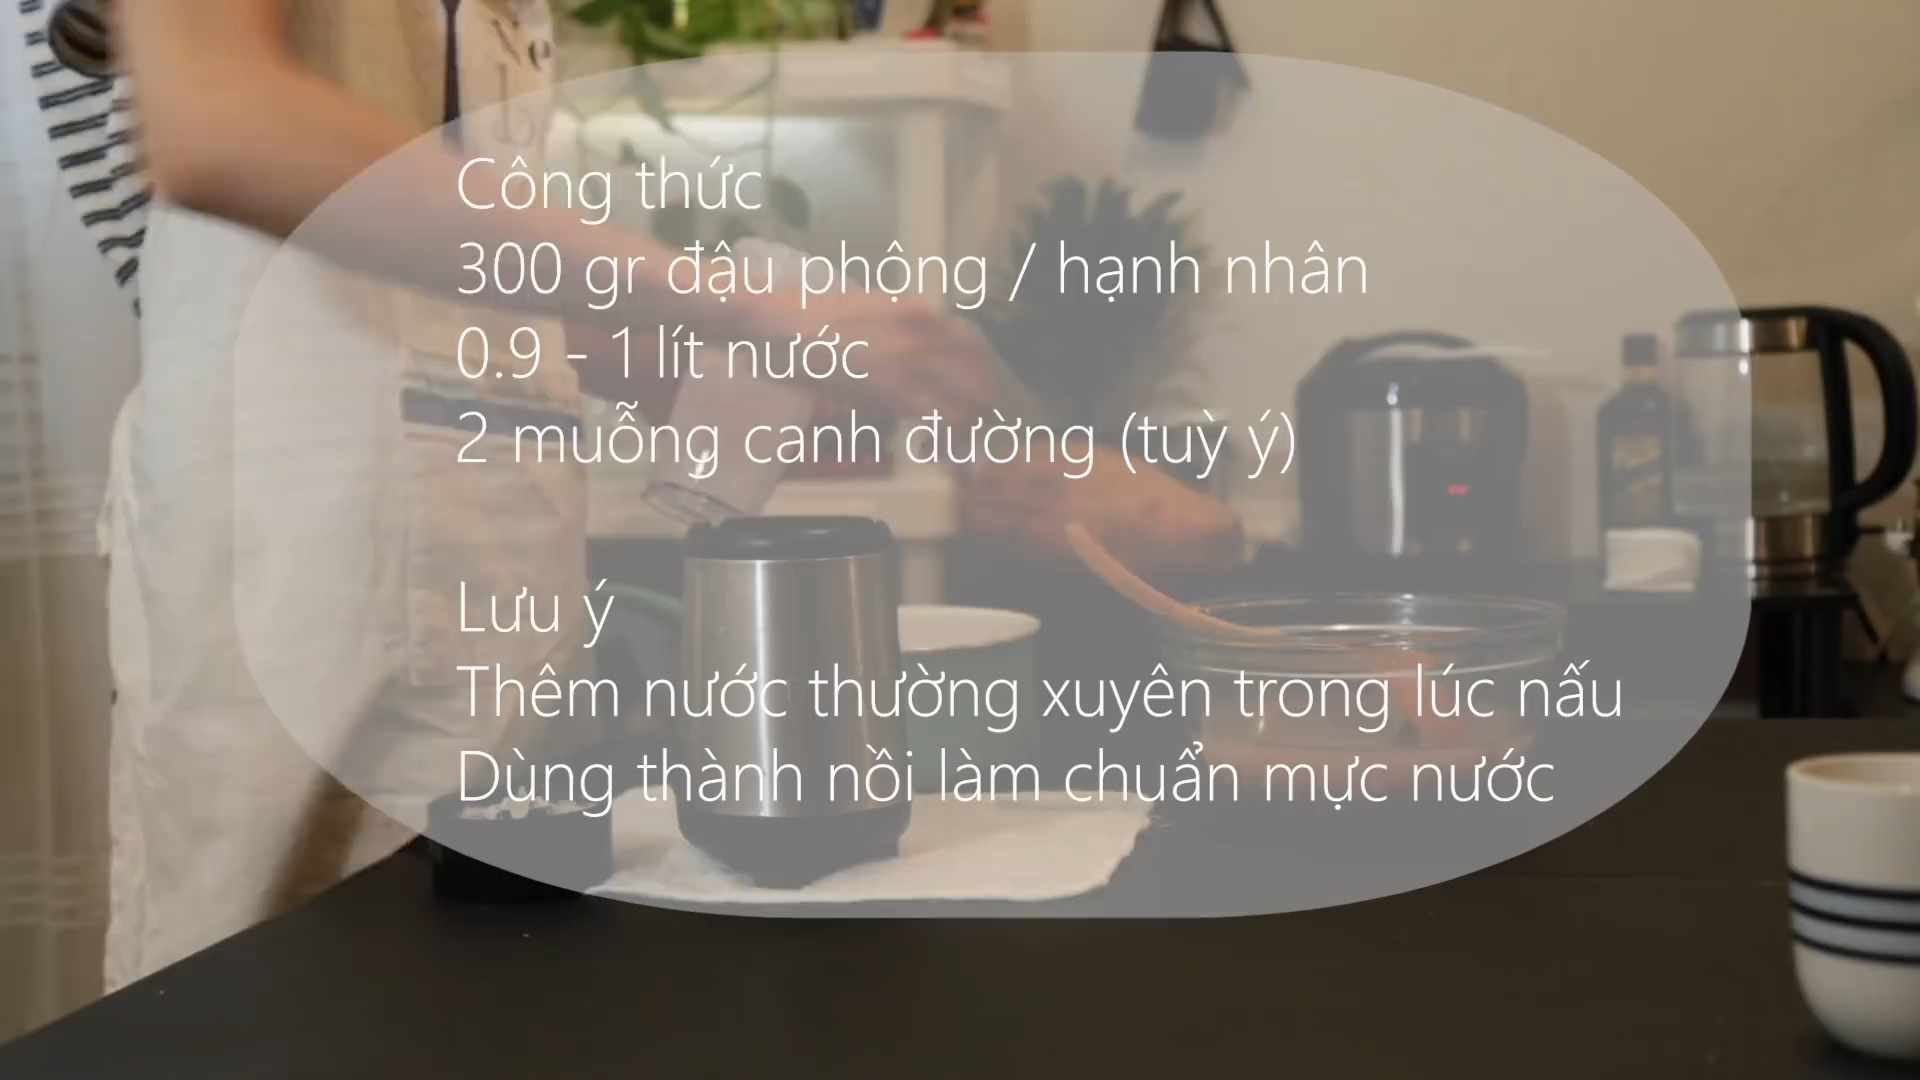 Công thức
300 gr đậu phộng / hạnh nhân
0.9 - 1 lít nước
2 muỗng canh đường (tuỳ ý)
Lưu ý
Thêm nước thường xuyên trong lúc nấu
Dùng thành nồi làm chuẩn mực nước